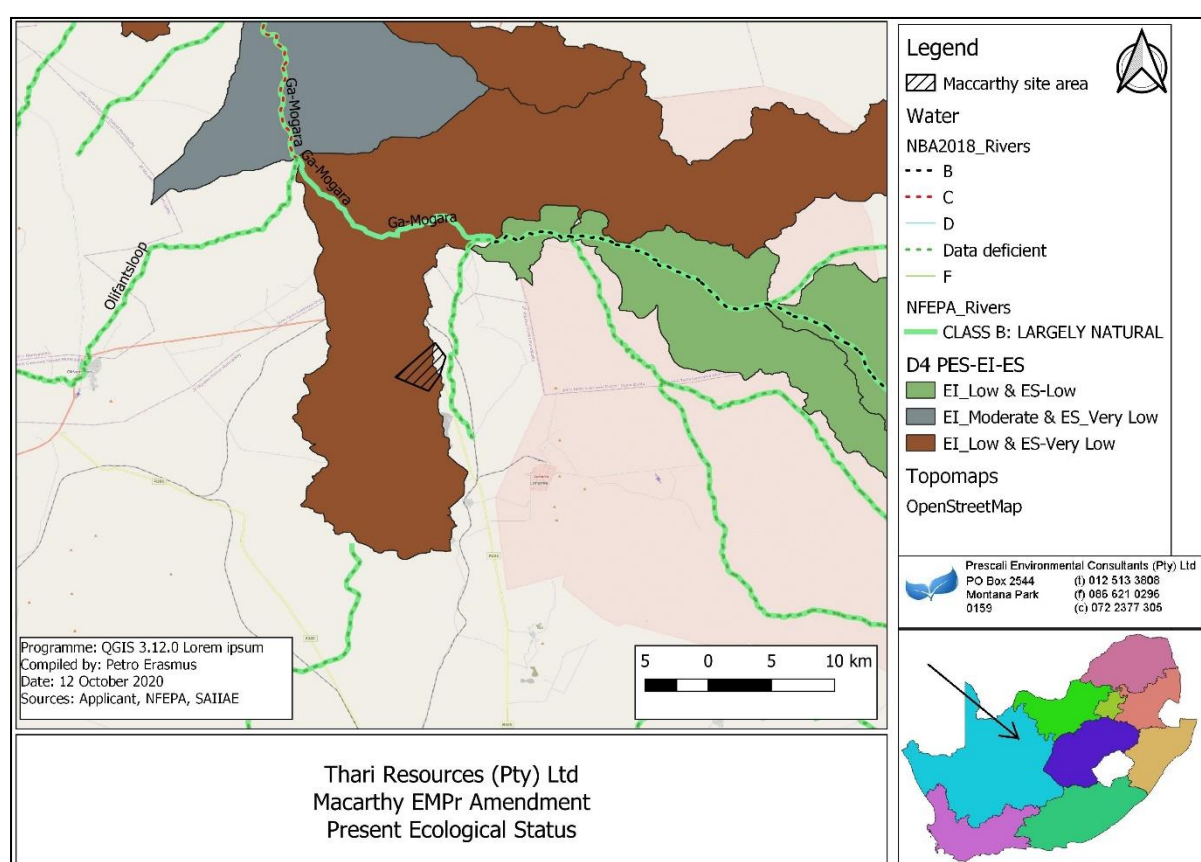 Ga-Mogara
Ga-Mogara
Ga-Mogara
Olifantsloop
Programme: QGIS 3.12.0 Lorem ipsum
Compiled by: Petro Erasmus
Date: 12 October 2020
Sources: Applicant, NFEPA, SAIIAE
5 0 5 10 km
Thari Resources (Pty) Ltd
Macarthy EMPr Amendment
Present Ecological Status
Legend
Maccarthy site area
Water
NBA2018_Rivers
B
C
D
Data deficient
F
NFEPA_Rivers
CLASS B: LARGELY NATURAL
D4 PES-EI-ES
EI_Low & ES-Low
EI_Moderate & ES_Very Low
EI_Low & ES-Very Low
Topomaps
OpenStreetMap
Prescali Environmental Consultants (Pty) Ltd
PO Box 2544 (t) 012 513 3808
Montana Park (f) 086 621 0296
0159 (c) 072 2377 305